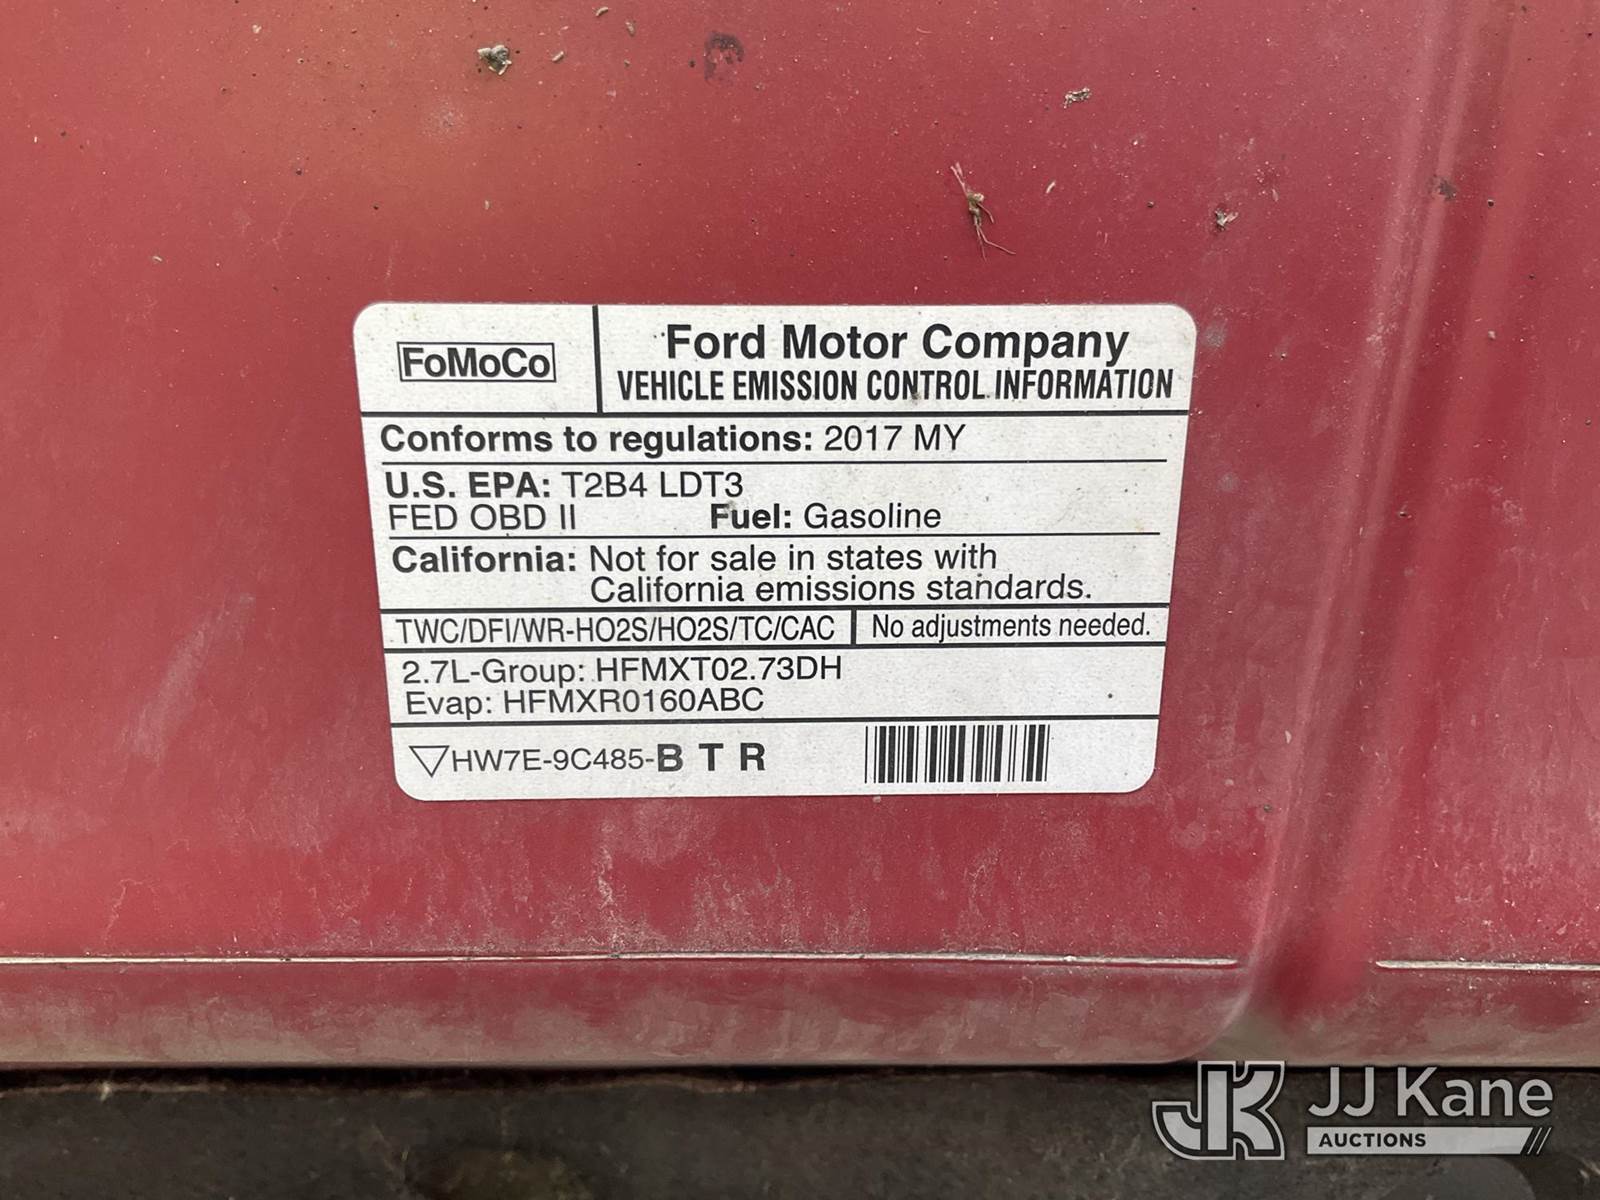 FoMoCo
Ford Motor Company
VEHICLE EMISSION CONTROL INFORMATION
Conforms to regulations: 2017 MY
U.S. EPA: T2B4 LDT3
FED OBD II Fuel: Gasoline
California: Not for sale in states with
California emissions standards.
TWC/DFI/WR-HO2S/HO2S/TC/CAC No adjustments needed.
2.7L-Group: HFMXT02.73DH
Evap: HFMXR0160ABC
HW7E-9C485-B T R
JK JJ Kane
AUCTIONS